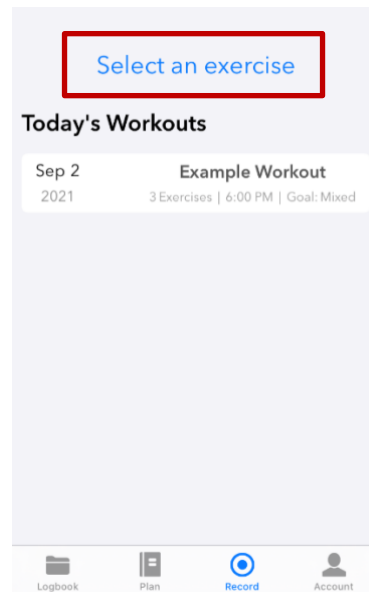 Select an exercise
Today's Workouts
Sep 2 Example Workout
2021 3 Exercises | 6:00 PM | Goal: Mixed
Logbook Plan Record Account